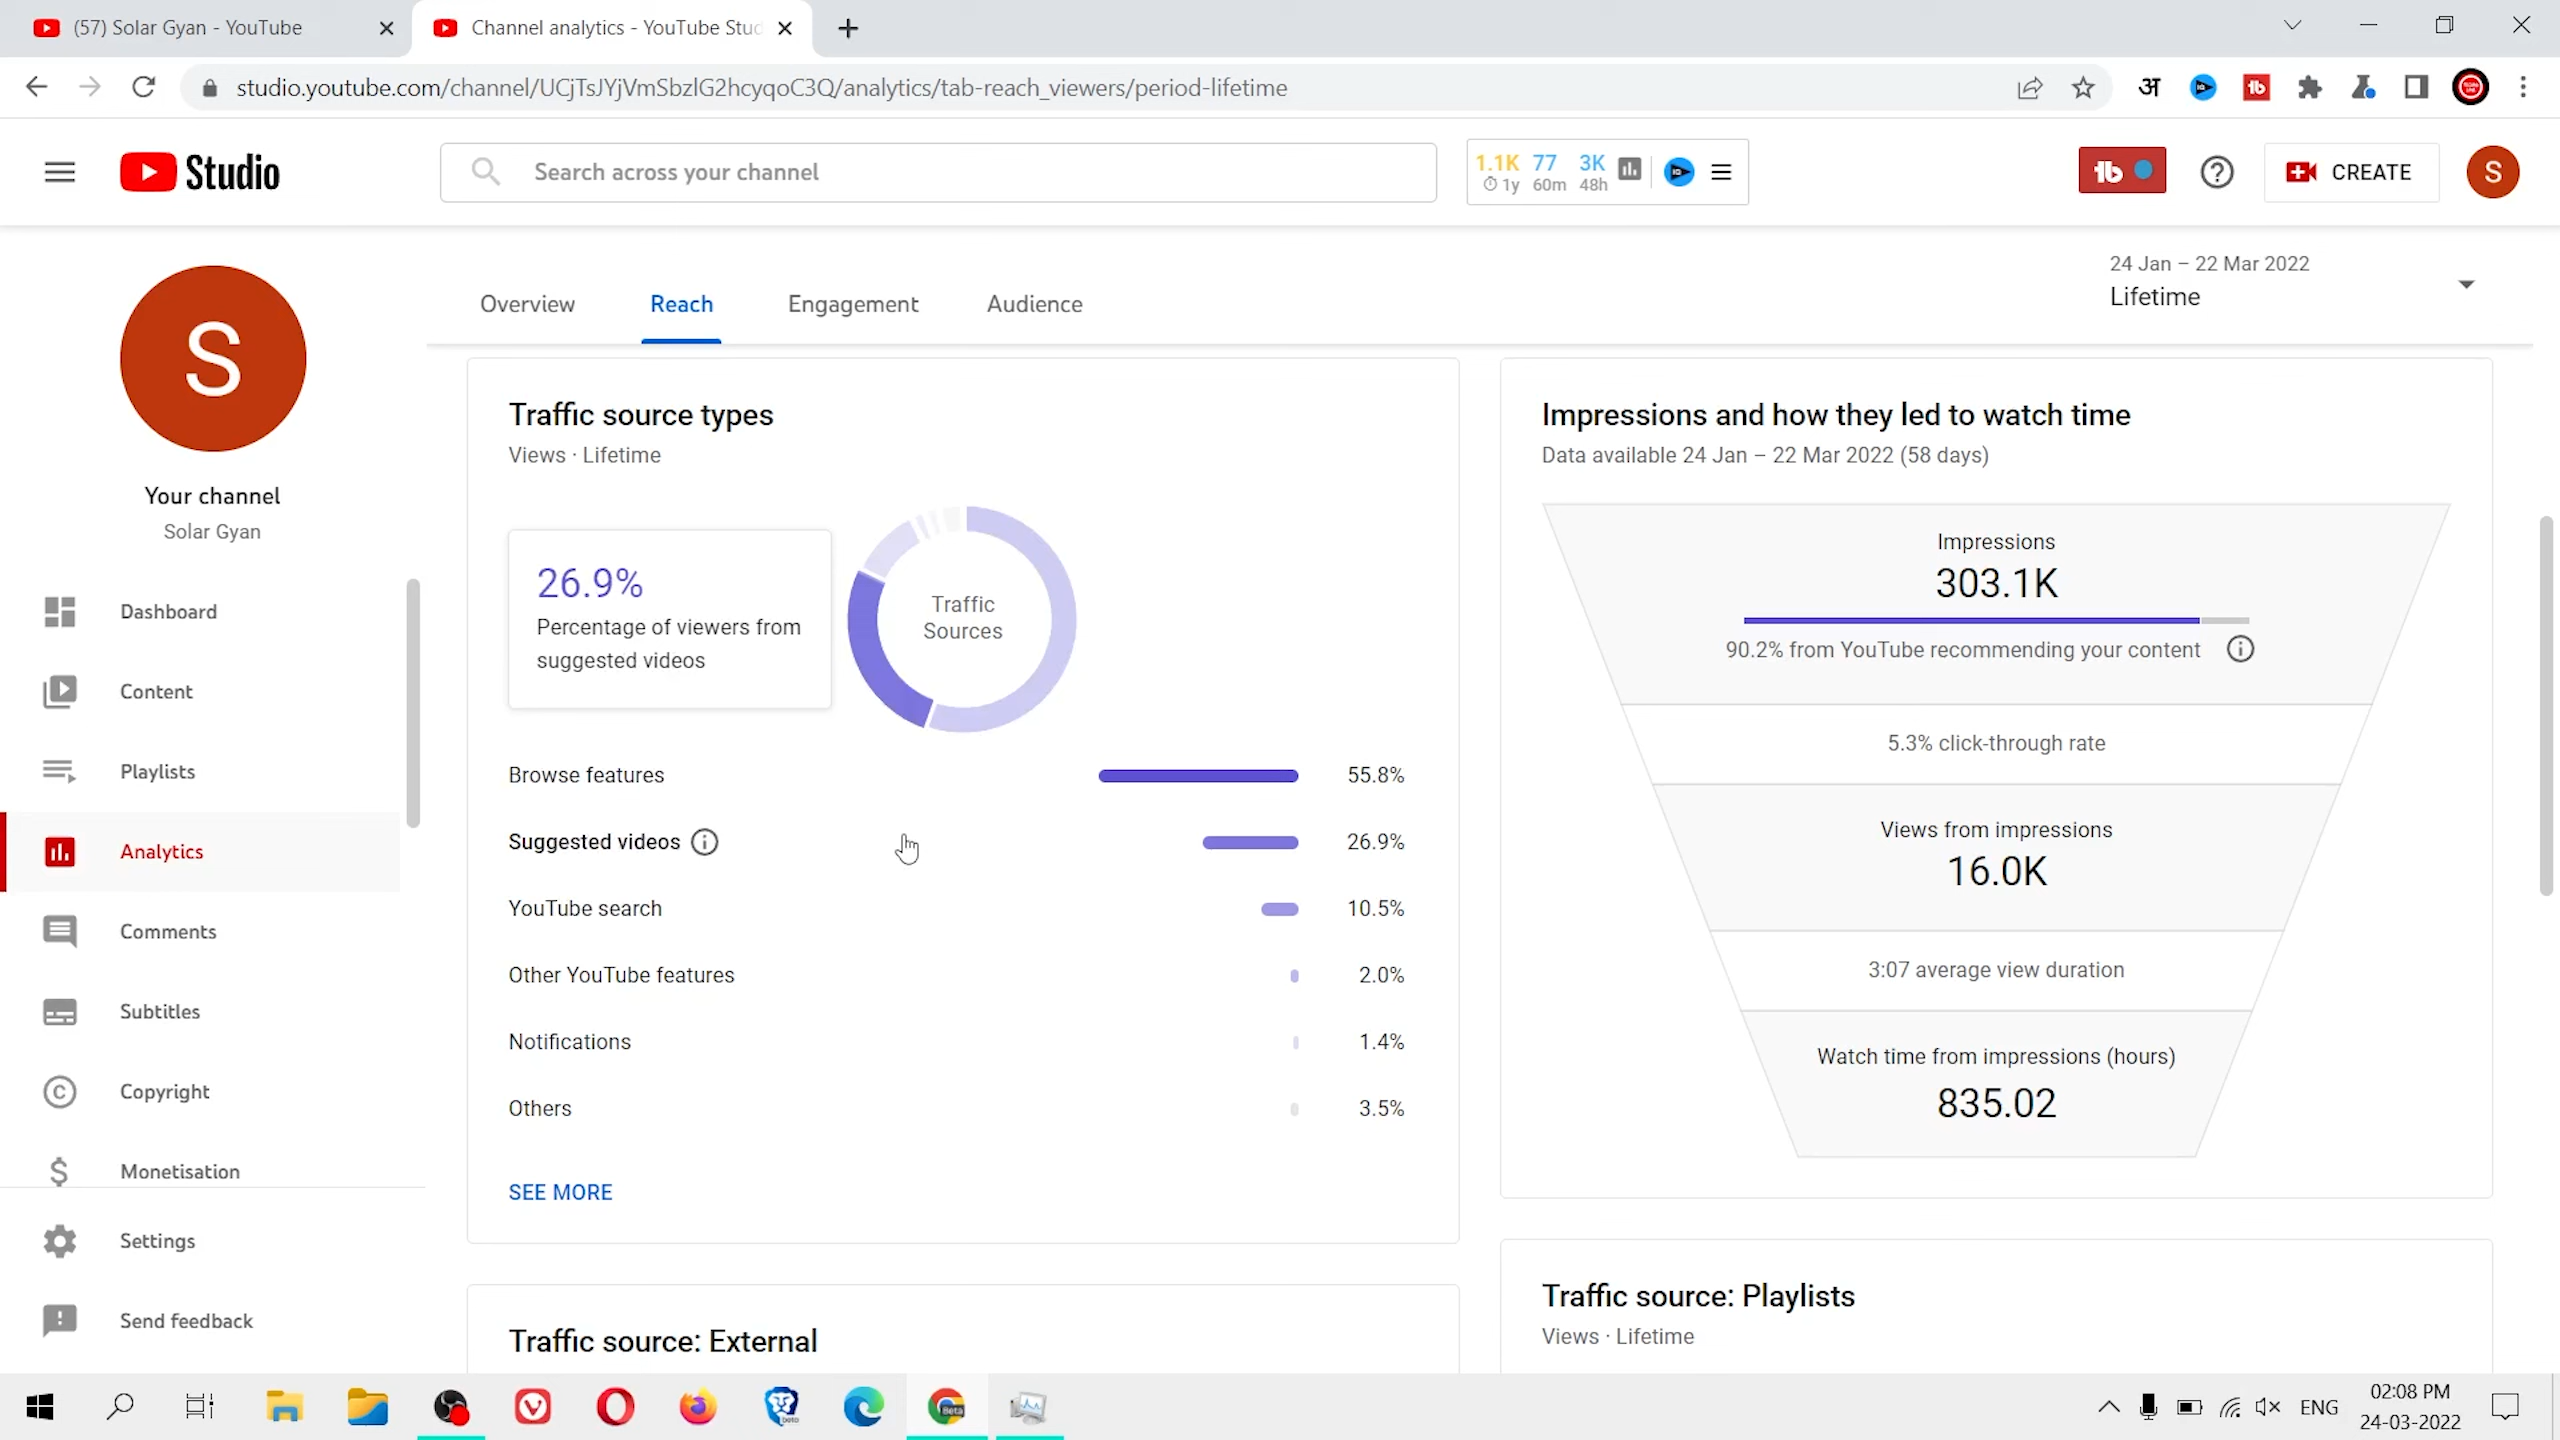 (57) Solar Gyan - YouTube
Channel analytics - YouTube Stud
studio.youtube.com/channel/UCjTsJYjVmSbzlG2hcyqoC3Q/analytics/tab-reach_viewers/period-lifetime
अ
Studio
Search across your channel
1.1K 77 3K
1y 60m 48h
CREATE
S
24 Jan – 22 Mar 2022
Lifetime
Overview
Reach
Engagement
Audience
S
Your channel
Solar Gyan
Dashboard
Content
Playlists
Analytics
Comments
Subtitles
Copyright
Monetisation
Settings
Send feedback
Traffic source types
Views · Lifetime
26.9%
Percentage of viewers from
suggested videos
Traffic
Sources
Browse features 55.8%
Suggested videos 26.9%
YouTube search 10.5%
Other YouTube features 2.0%
Notifications 1.4%
Others 3.5%
SEE MORE
Traffic source: External
Impressions and how they led to watch time
Data available 24 Jan – 22 Mar 2022 (58 days)
Impressions
303.1K
90.2% from YouTube recommending your content
5.3% click-through rate
Views from impressions
16.0K
3:07 average view duration
Watch time from impressions (hours)
835.02
Traffic source: Playlists
Views · Lifetime
ENG
02:08 PM
24-03-2022